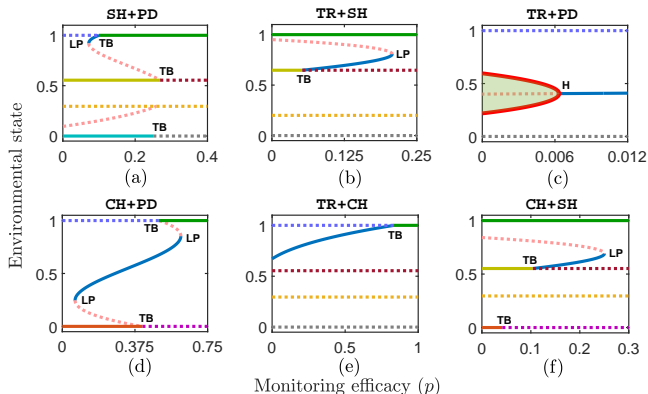 SH+PD
TR+SH
TR+PD
1
0.5
0
LP
TB
TB
TB
0
0.2
0.4
(a)
1
0.5
0
LP
TB
0
0.125
0.25
(b)
1
0.5
0
H
0
0.006
0.012
(c)
Environmental state
CH+PD
TR+CH
CH+SH
1
0.5
0
TB
LP
LP
TB
0
0.375
0.75
(d)
1
0.5
0
TB
0
0.5
1
(e)
1
0.5
0
LP
TB
TB
0
0.1
0.2
0.3
(f)
Monitoring efficacy (p)